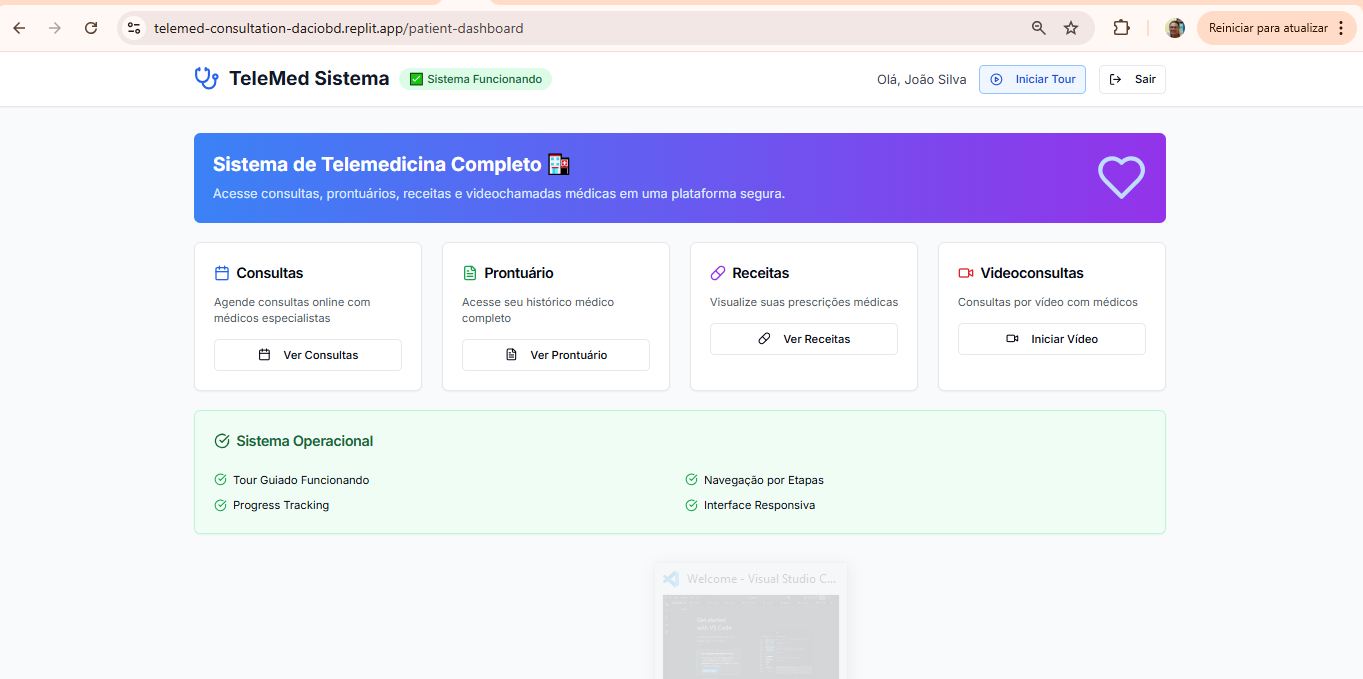 telemed-consultation-daciobd.replit.app/patient-dashboard
Reiniciar para atualizar
TeleMed Sistema
Sistema Funcionando
Olá, João Silva
Iniciar Tour
Sair
Sistema de Telemedicina Completo
Acesse consultas, prontuários, receitas e videochamadas médicas em uma plataforma segura.
Consultas
Agende consultas online com
médicos especialistas
Ver Consultas
Prontuário
Acesse seu histórico médico
completo
Ver Prontuário
Receitas
Visualize suas prescrições médicas
Ver Receitas
Videoconsultas
Consultas por vídeo com médicos
Iniciar Vídeo
Sistema Operacional
Tour Guiado Funcionando
Navegação por Etapas
Progress Tracking
Interface Responsiva
Welcome - Visual Studio C...